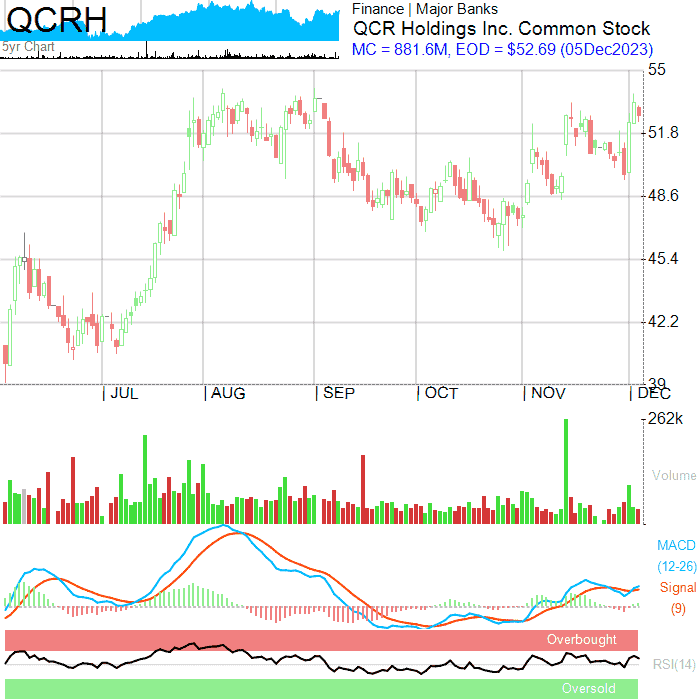 QCRH
Finance | Major Banks
QCR Holdings Inc. Common Stock
MC = 881.6M, EOD = $52.69 (05Dec2023)
5yr Chart
55
51.8
48.6
45.4
42.2
39
JUL AUG SEP OCT NOV DEC
262k
Volume
MACD
(12-26)
Signal
(9)
Overbought
RSI(14)
Oversold